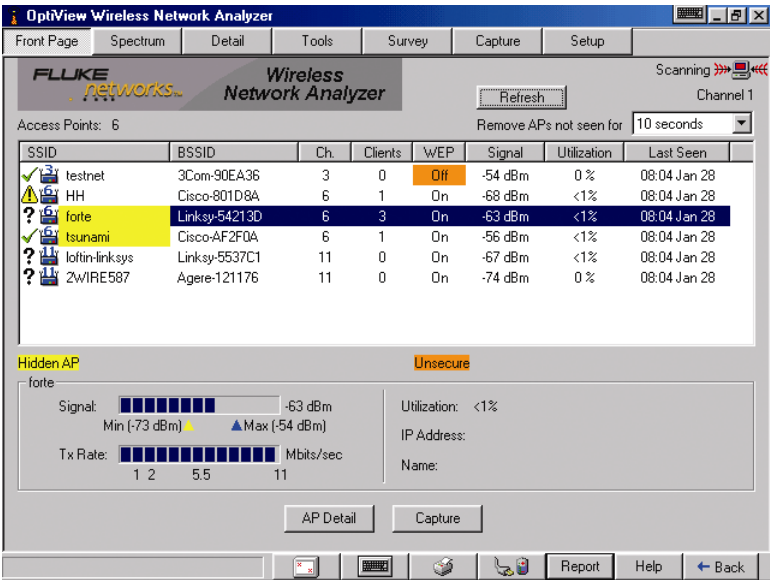 OptiView Wireless Network Analyzer
Front Page Spectrum Detail Tools Survey Capture Setup
FLUKE networks™ Wireless Network Analyzer
Scanning
Refresh Channel 1
Access Points: 6 Remove APs not seen for 10 seconds
SSID BSSID Ch. Clients WEP Signal Utilization Last Seen
3 testnet 3Com-90EA36 3 0 Off -54 dBm 0 % 08:04 Jan 28
6 HH Cisco-801D8A 6 1 On -68 dBm <1% 08:04 Jan 28
6 forte Linksy-54213D 6 3 On -63 dBm <1% 08:04 Jan 28
6 tsunami Cisco-AF2F0A 6 1 On -56 dBm <1% 08:04 Jan 28
11 loftin-linksys Linksy-5537C1 11 0 On -67 dBm <1% 08:04 Jan 28
11 2WIRE587 Agere-121176 11 0 On -74 dBm 0 % 08:04 Jan 28
Hidden AP Unsecure
forte
Signal: -63 dBm Utilization: <1%
Min (-73 dBm) Max (-54 dBm)
IP Address:
Tx Rate: Mbits/sec
Name:
1 2 5.5 11
AP Detail Capture
Report Help Back